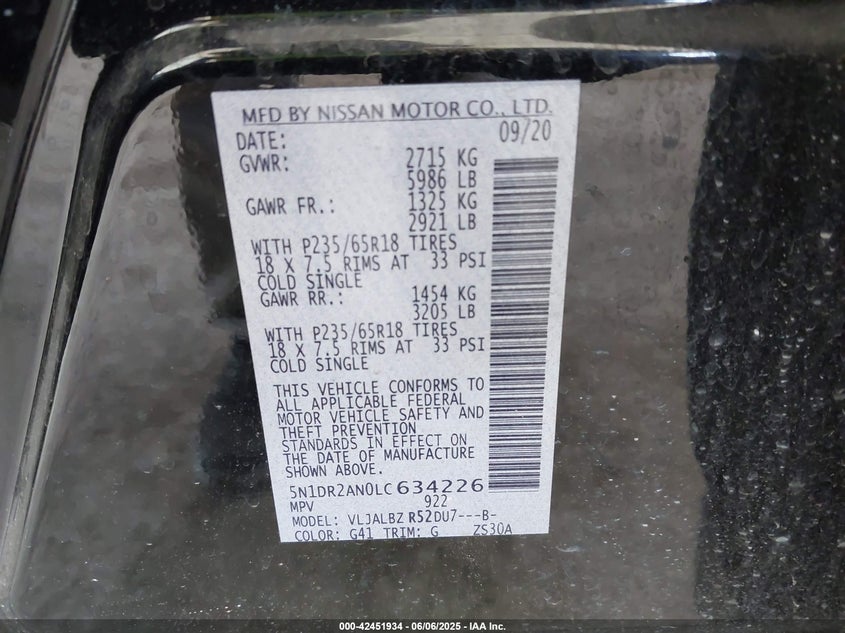 MFD BY NISSAN MOTOR CO., LTD.
DATE: 09/20
GVWR: 2715 KG
5986 LB
GAWR FR.: 1325 KG
2921 LB
WITH P235/65R18 TIRES
18 X 7.5 RIMS AT 33 PSI
COLD SINGLE
GAWR RR.: 1454 KG
3205 LB
WITH P235/65R18 TIRES
18 X 7.5 RIMS AT 33 PSI
COLD SINGLE
THIS VEHICLE CONFORMS TO
ALL APPLICABLE FEDERAL
MOTOR VEHICLE SAFETY AND
THEFT PREVENTION
STANDARDS IN EFFECT ON
THE DATE OF MANUFACTURE
SHOWN ABOVE.
5N1DR2AN0LC634226
MPV 922
MODEL: VLJALBZ R52DU7---B-
COLOR: G41 TRIM: G ZS30A
000-42451934 - 06/06/2025 - IAA Inc.